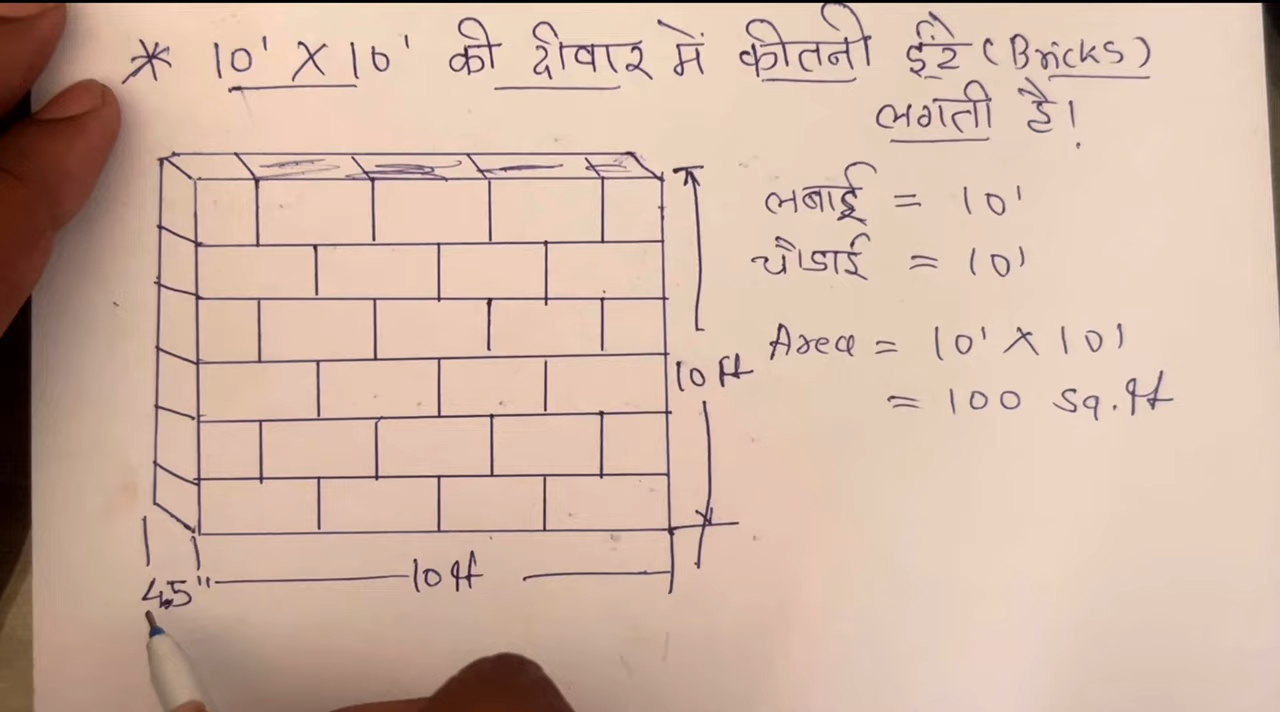 * 10' X 10' की दीवार में कीतनी ईंटे (Bricks)
लगती है!
लबाई = 10'
चौडाई = 10'
Area = 10' X 10'
= 100 Sq.ft
10 ft
10 ft
4.5"